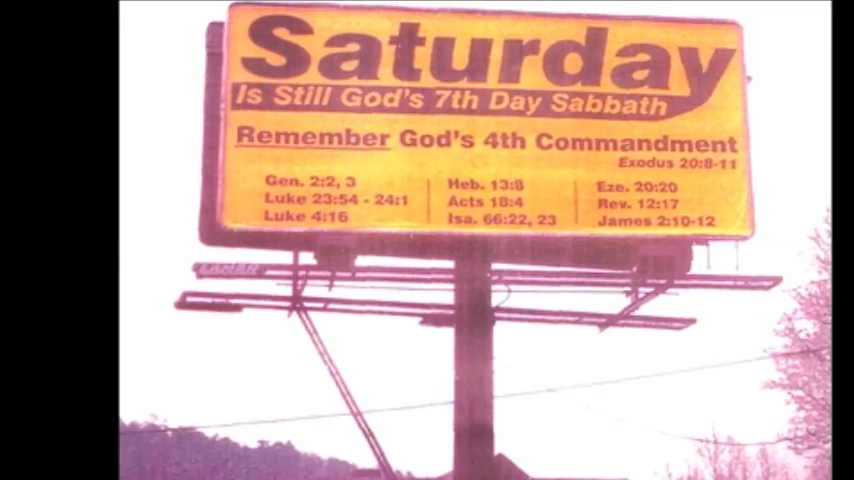 Saturday
Is Still God's 7th Day Sabbath
Remember God's 4th Commandment
Exodus 20:8-11
Gen. 2:2, 3
Luke 23:54 - 24:1
Luke 4:16
Heb. 13:8
Acts 18:4
Isa. 66:22, 23
Eze. 20:20
Rev. 12:17
James 2:10-12
LAMAR